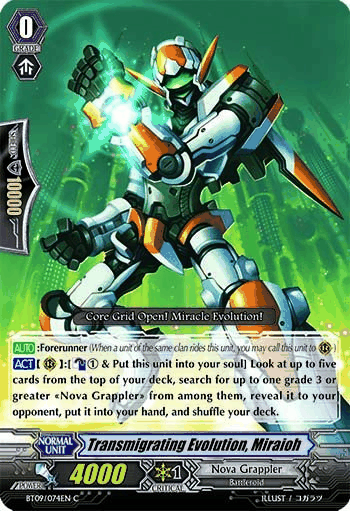 0
GRADE
10000
Core Grid Open! Miracle Evolution!
AUTO :Forerunner (When a unit of the same clan rides this unit, you may call this unit to )
ACT [ ]:[ ① & Put this unit into your soul] Look at up to five
cards from the top of your deck, search for up to one grade 3 or
greater «Nova Grappler» from among them, reveal it to your
opponent, put it into your hand, and shuffle your deck.
NORMAL
UNIT
Transmigrating Evolution, Miraioh
POWER
4000
1
CRITICAL
Nova Grappler
Battleroid
BT09/074EN C
ILLUST / コガラツ